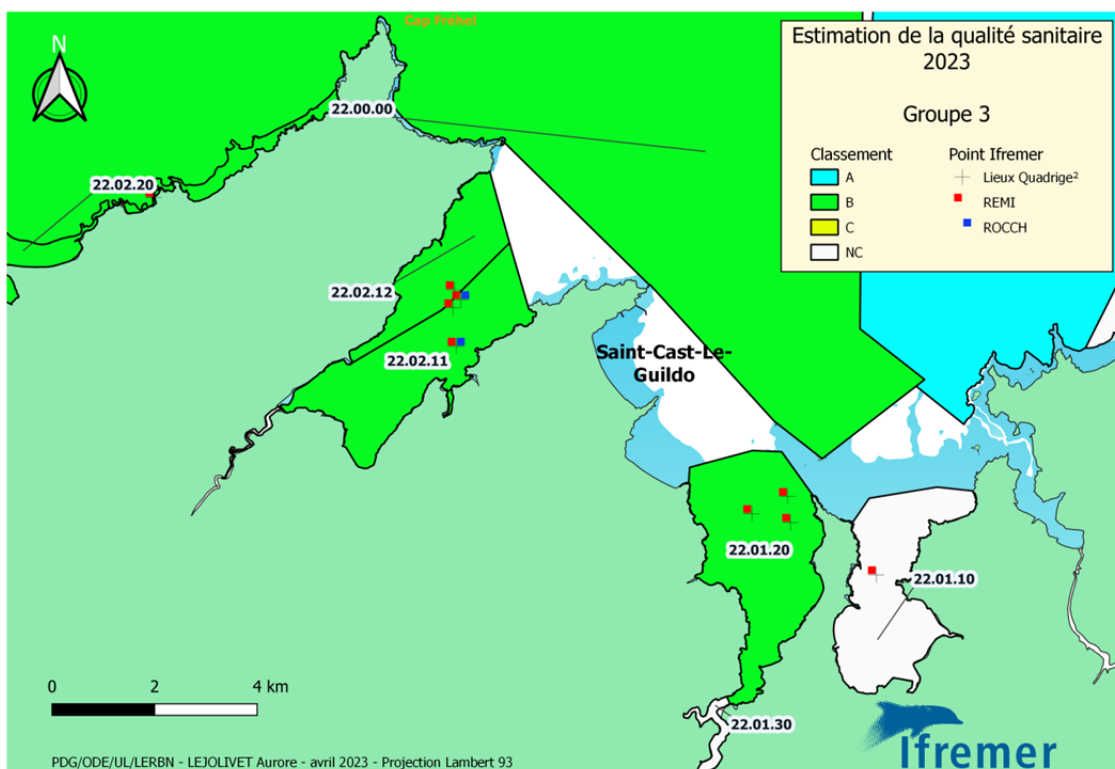 Cap Fréhel
Estimation de la qualité sanitaire
2023
Groupe 3
Classement
Point Ifremer
A
Lieux Quadrige²
B
REMI
C
ROCCH
NC
N
22.00.00
22.02.20
22.02.12
22.02.11
Saint-Cast-Le-
Guildo
22.01.20
22.01.10
22.01.30
0 2 4 km
Ifremer
PDG/ODE/UL/LERBN - LEJOLIVET Aurore - avril 2023 - Projection Lambert 93